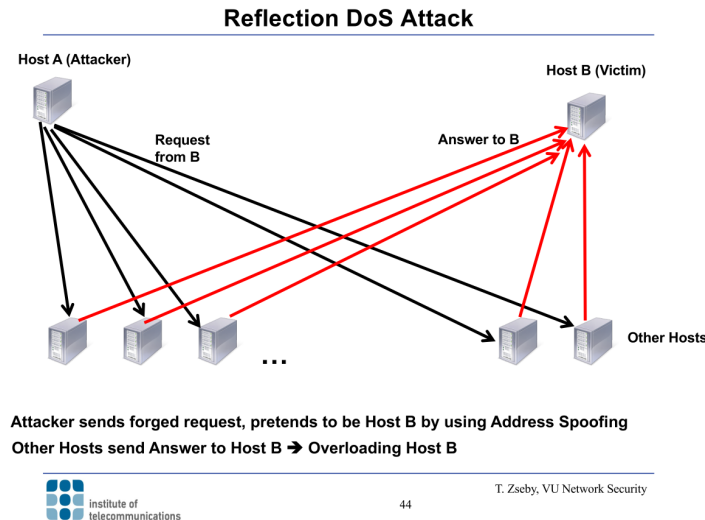 Reflection DoS Attack
Host A (Attacker)
Host B (Victim)
Request
from B
Answer to B
Other Hosts
...
Attacker sends forged request, pretends to be Host B by using Address Spoofing
Other Hosts send Answer to Host B ➔ Overloading Host B
institute of
telecommunications
44
T. Zseby, VU Network Security